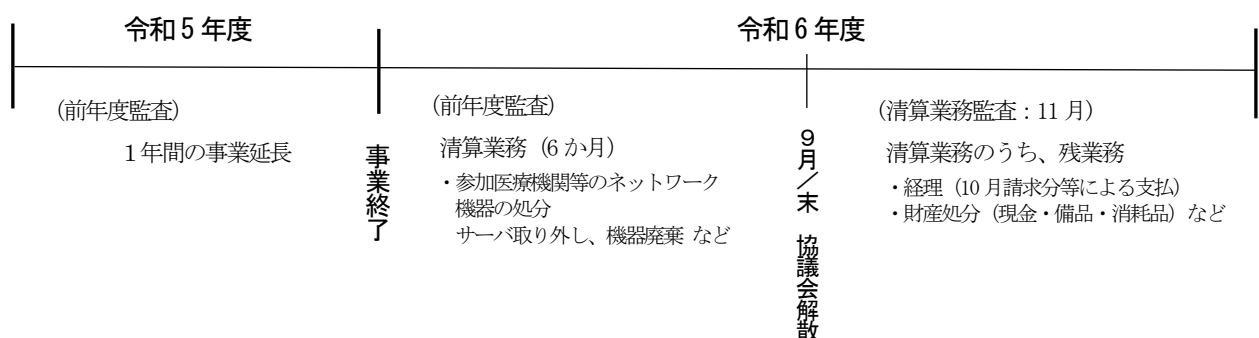 令和5年度
令和6年度
(前年度監査)
1年間の事業延長
事業終了
(前年度監査)
清算業務(6か月)
・参加医療機関等のネットワーク
機器の処分
サーバ取り外し、機器廃棄 など
9月/末 協議会解散
(清算業務監査:11月)
清算業務のうち、残業務
・経理(10月請求分等による支払)
・財産処分(現金・備品・消耗品)など